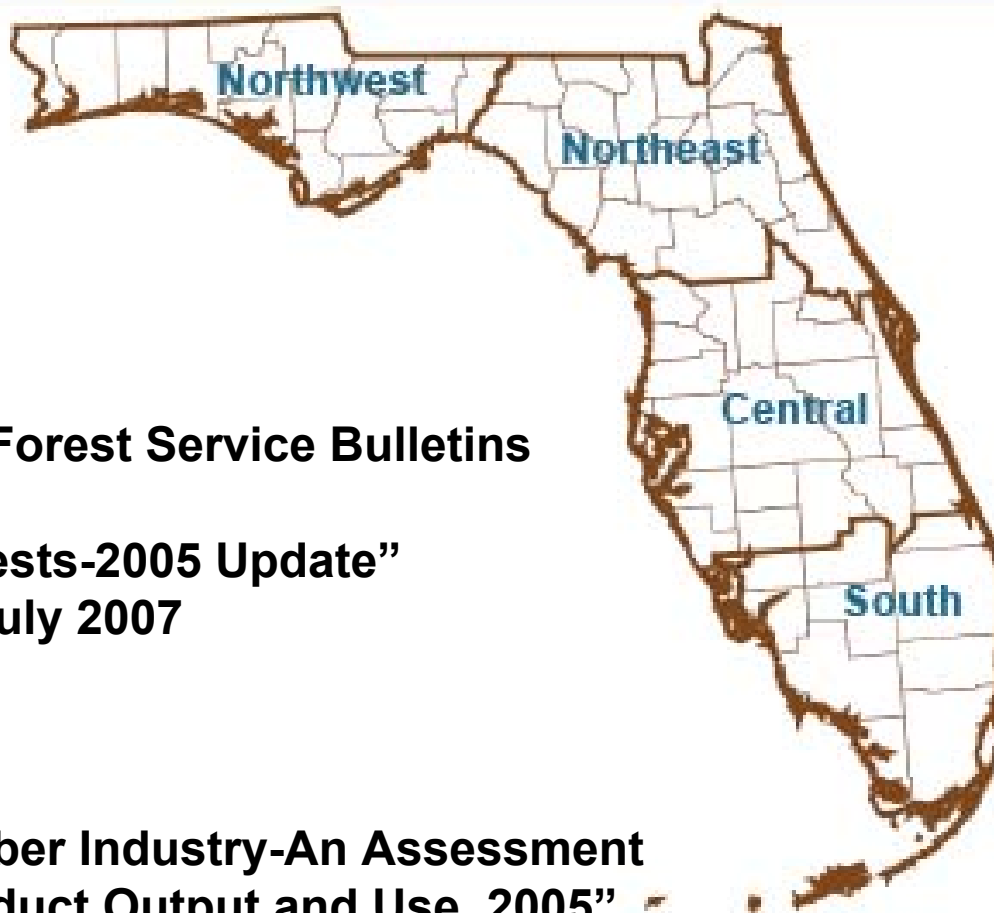 Northwest
Northeast
Central
Forest Service Bulletins
ests-2005 Update”
uly 2007
South
ber Industry-An Assessment
duct Output and Use, 2005”